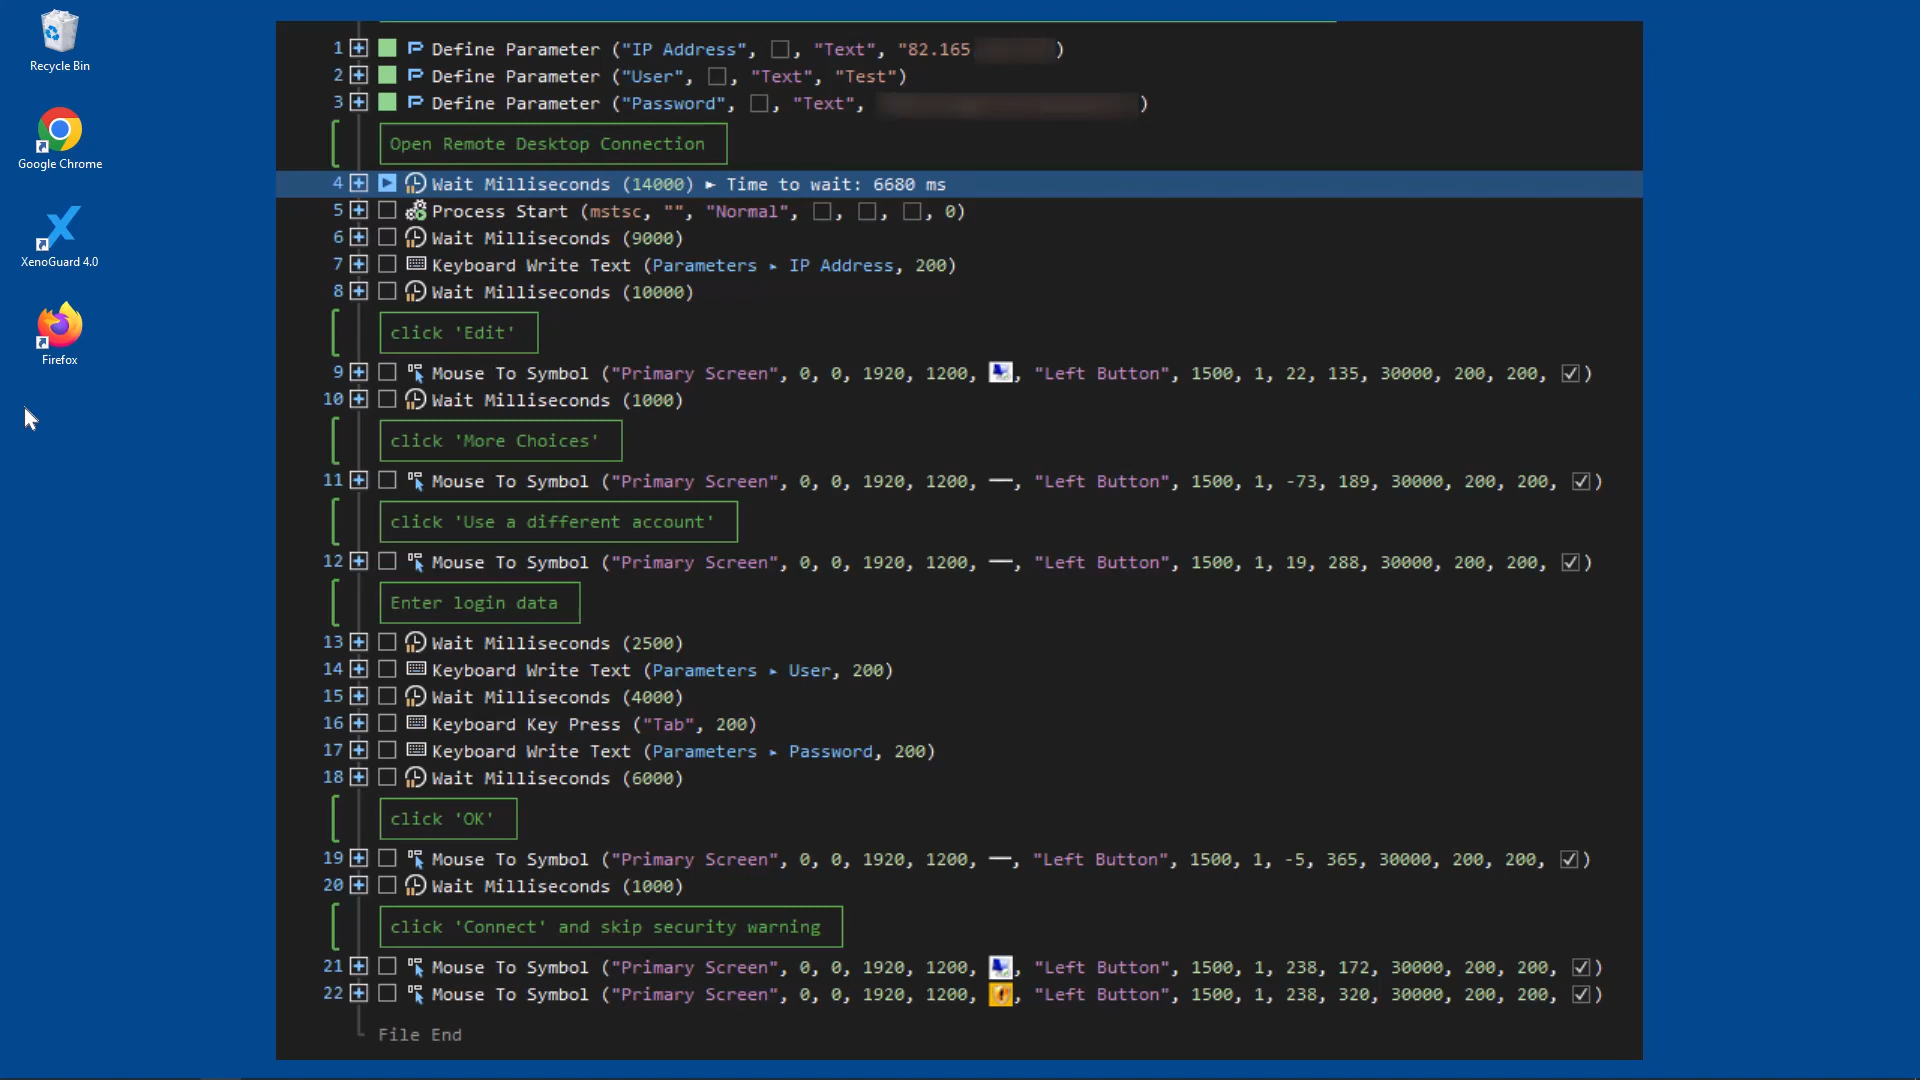 Recycle Bin
Google Chrome
XenoGuard 4.0
Firefox
1 Define Parameter ("IP Address", , "Text", "82.165 )
2 Define Parameter ("User", , "Text", "Test")
3 Define Parameter ("Password", , "Text", )
Open Remote Desktop Connection
4 Wait Milliseconds (14000) ► Time to wait: 6680 ms
5 Process Start (mstsc, "", "Normal", , , , 0)
6 Wait Milliseconds (9000)
7 Keyboard Write Text (Parameters ▸ IP Address, 200)
8 Wait Milliseconds (10000)
click 'Edit'
9 Mouse To Symbol ("Primary Screen", 0, 0, 1920, 1200, , "Left Button", 1500, 1, 22, 135, 30000, 200, 200, )
10 Wait Milliseconds (1000)
click 'More Choices'
11 Mouse To Symbol ("Primary Screen", 0, 0, 1920, 1200, , "Left Button", 1500, 1, -73, 189, 30000, 200, 200, )
click 'Use a different account'
12 Mouse To Symbol ("Primary Screen", 0, 0, 1920, 1200, , "Left Button", 1500, 1, 19, 288, 30000, 200, 200, )
Enter login data
13 Wait Milliseconds (2500)
14 Keyboard Write Text (Parameters ▸ User, 200)
15 Wait Milliseconds (4000)
16 Keyboard Key Press ("Tab", 200)
17 Keyboard Write Text (Parameters ▸ Password, 200)
18 Wait Milliseconds (6000)
click 'OK'
19 Mouse To Symbol ("Primary Screen", 0, 0, 1920, 1200, , "Left Button", 1500, 1, -5, 365, 30000, 200, 200, )
20 Wait Milliseconds (1000)
click 'Connect' and skip security warning
21 Mouse To Symbol ("Primary Screen", 0, 0, 1920, 1200, , "Left Button", 1500, 1, 238, 172, 30000, 200, 200, )
22 Mouse To Symbol ("Primary Screen", 0, 0, 1920, 1200, , "Left Button", 1500, 1, 238, 320, 30000, 200, 200, )
File End